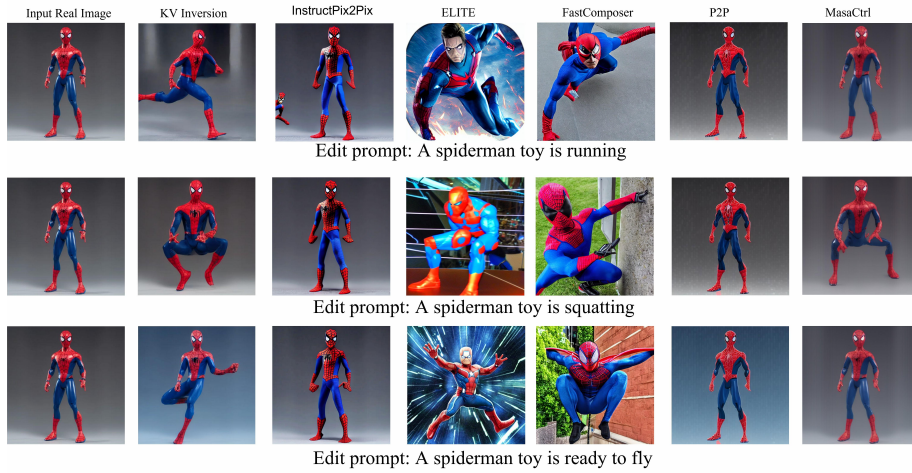 Input Real Image KV Inversion InstructPix2Pix ELITE FastComposer P2P MasaCtrl
Edit prompt: A spiderman toy is running
Edit prompt: A spiderman toy is squatting
Edit prompt: A spiderman toy is ready to fly